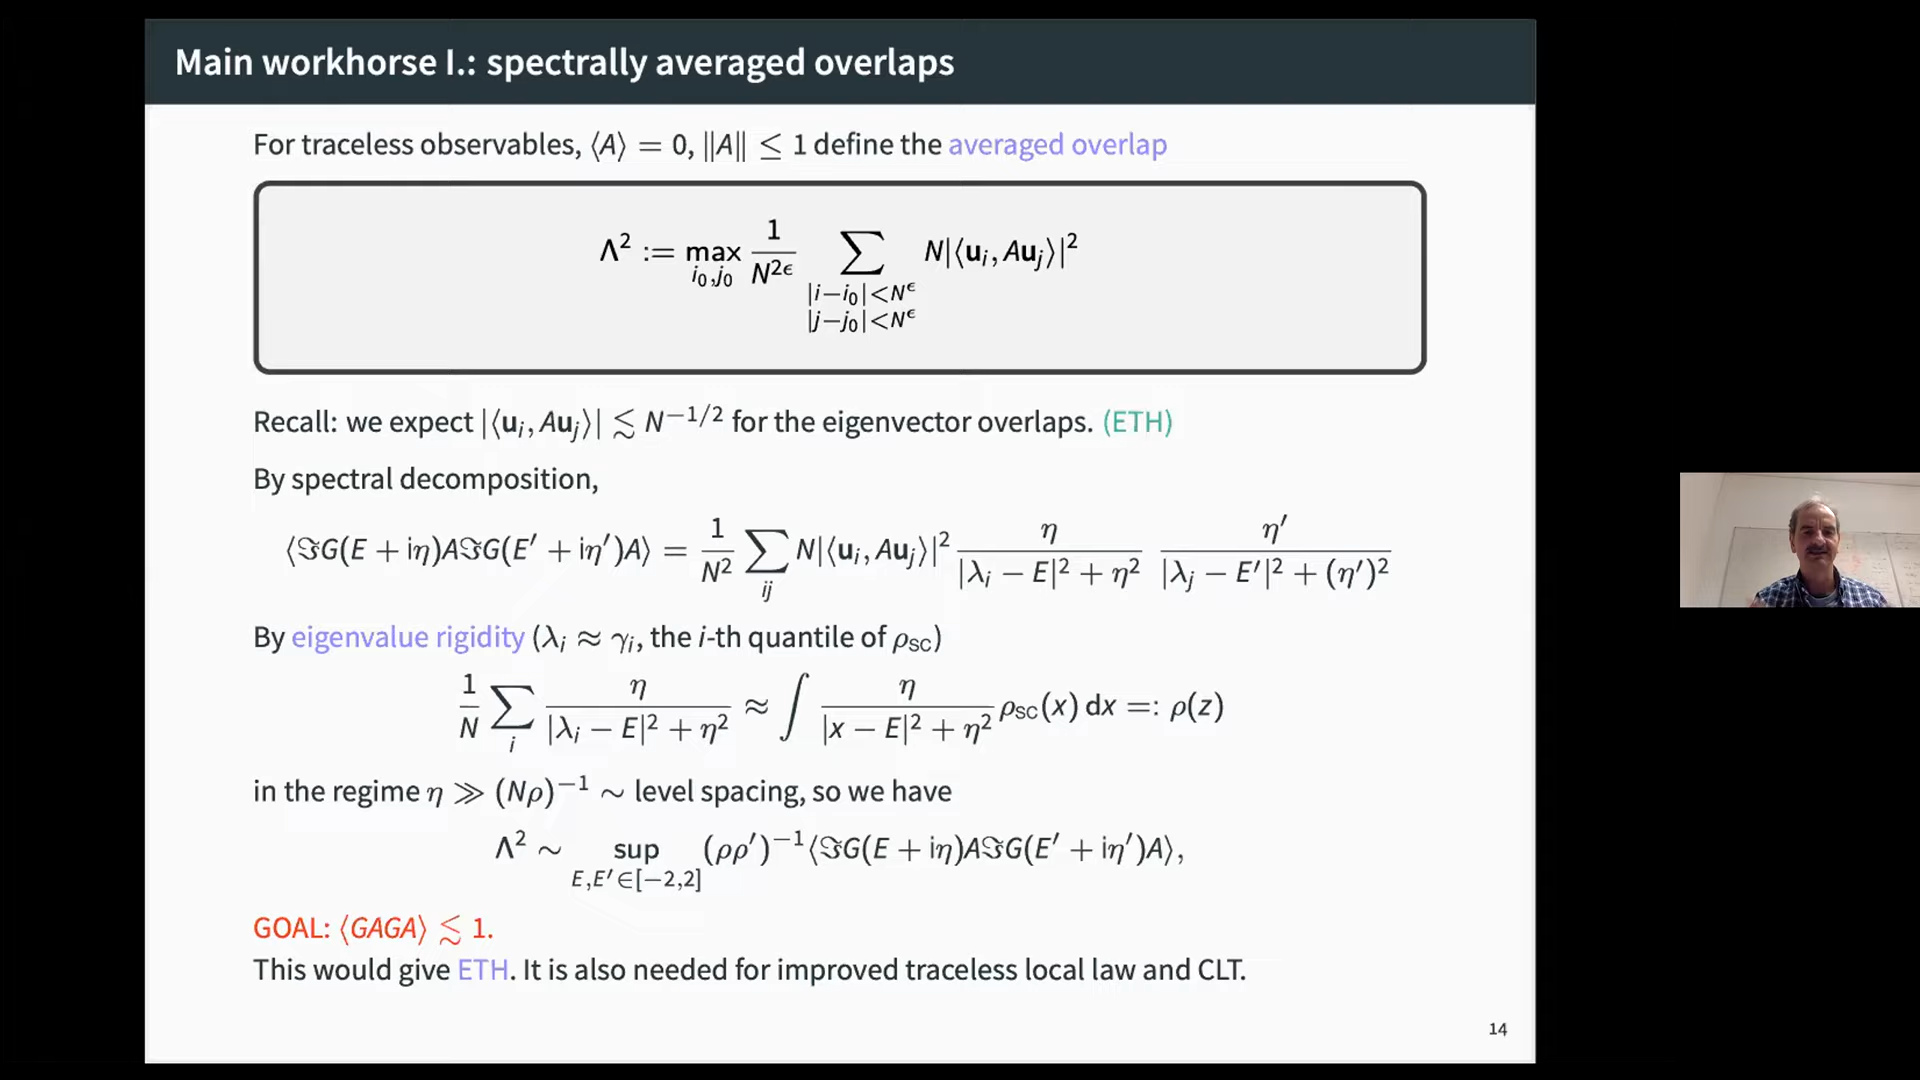 Main workhorse I.: spectrally averaged overlaps
For traceless observables, ⟨A⟩ = 0, ‖A‖ ≤ 1 define the averaged overlap
Λ² := max_{i₀,j₀} 1/N^{2ϵ} ∑_{|i−i₀|<N^ϵ, |j−j₀|<N^ϵ} N|⟨u_i, Au_j⟩|²
Recall: we expect |⟨u_i, Au_j⟩| ≲ N^{−1/2} for the eigenvector overlaps. (ETH)
By spectral decomposition,
⟨ℑG(E + iη)AℑG(E′ + iη′)A⟩ = 1/N² ∑_{ij} N|⟨u_i, Au_j⟩|² η/(|λ_i − E|² + η²) η′/(|λ_j − E′|² + (η′)²)
By eigenvalue rigidity (λ_i ≈ γ_i, the i-th quantile of ρ_sc)
1/N ∑_i η/(|λ_i − E|² + η²) ≈ ∫ η/(|x − E|² + η²) ρ_sc(x) dx =: ρ(z)
in the regime η ≫ (Nρ)^{−1} ∼ level spacing, so we have
Λ² ∼ sup_{E,E′∈[−2,2]} (ρρ′)^{−1}⟨ℑG(E + iη)AℑG(E′ + iη′)A⟩,
GOAL: ⟨GAGA⟩ ≲ 1.
This would give ETH. It is also needed for improved traceless local law and CLT.
14